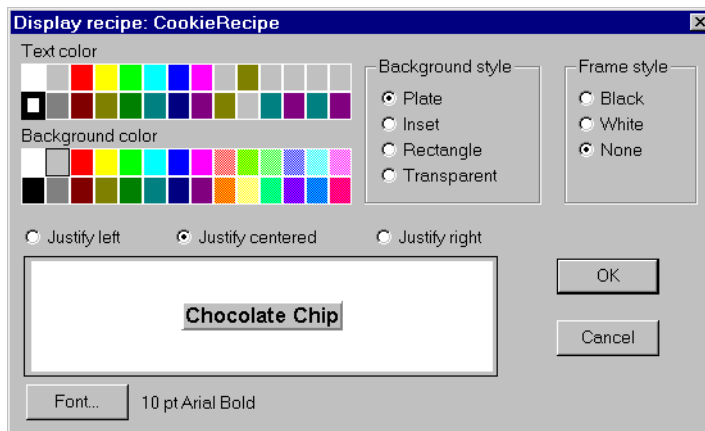 Display recipe: CookieRecipe
Text color
Background style
Frame style
Plate
Black
Inset
White
Background color
Rectangle
None
Transparent
Justify left
Justify centered
Justify right
OK
Chocolate Chip
Cancel
Font...
10 pt Arial Bold